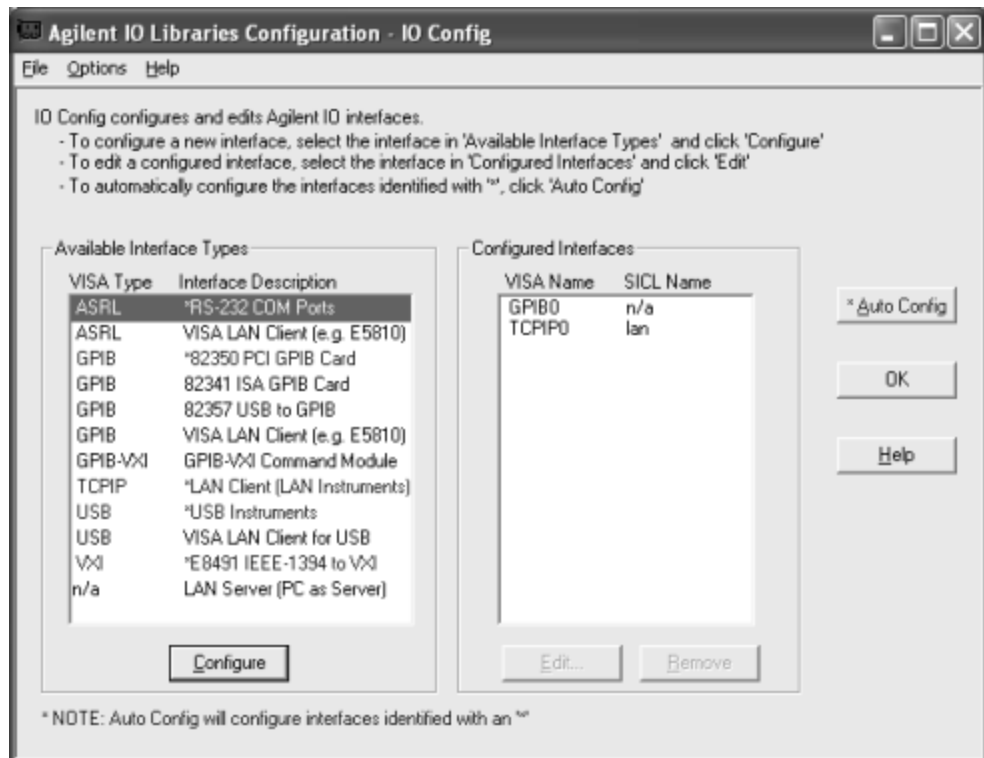 Agilent IO Libraries Configuration - IO Config
File Options Help
IO Config configures and edits Agilent IO interfaces.
- To configure a new interface, select the interface in 'Available Interface Types' and click 'Configure'
- To edit a configured interface, select the interface in 'Configured Interfaces' and click 'Edit'
- To automatically configure the interfaces identified with '*', click 'Auto Config'
Available Interface Types
VISA Type Interface Description
ASRL *RS-232 COM Ports
ASRL VISA LAN Client (e.g. E5810)
GPIB *82350 PCI GPIB Card
GPIB 82341 ISA GPIB Card
GPIB 82357 USB to GPIB
GPIB VISA LAN Client (e.g. E5810)
GPIB-VXI GPIB-VXI Command Module
TCPIP *LAN Client (LAN Instruments)
USB *USB Instruments
USB VISA LAN Client for USB
VXI *E8491 IEEE-1394 to VXI
n/a LAN Server (PC as Server)
Configure
Configured Interfaces
VISA Name SICL Name
GPIB0 n/a
TCPIP0 lan
Edit... Remove
* Auto Config
OK
Help
* NOTE: Auto Config will configure interfaces identified with an '*'